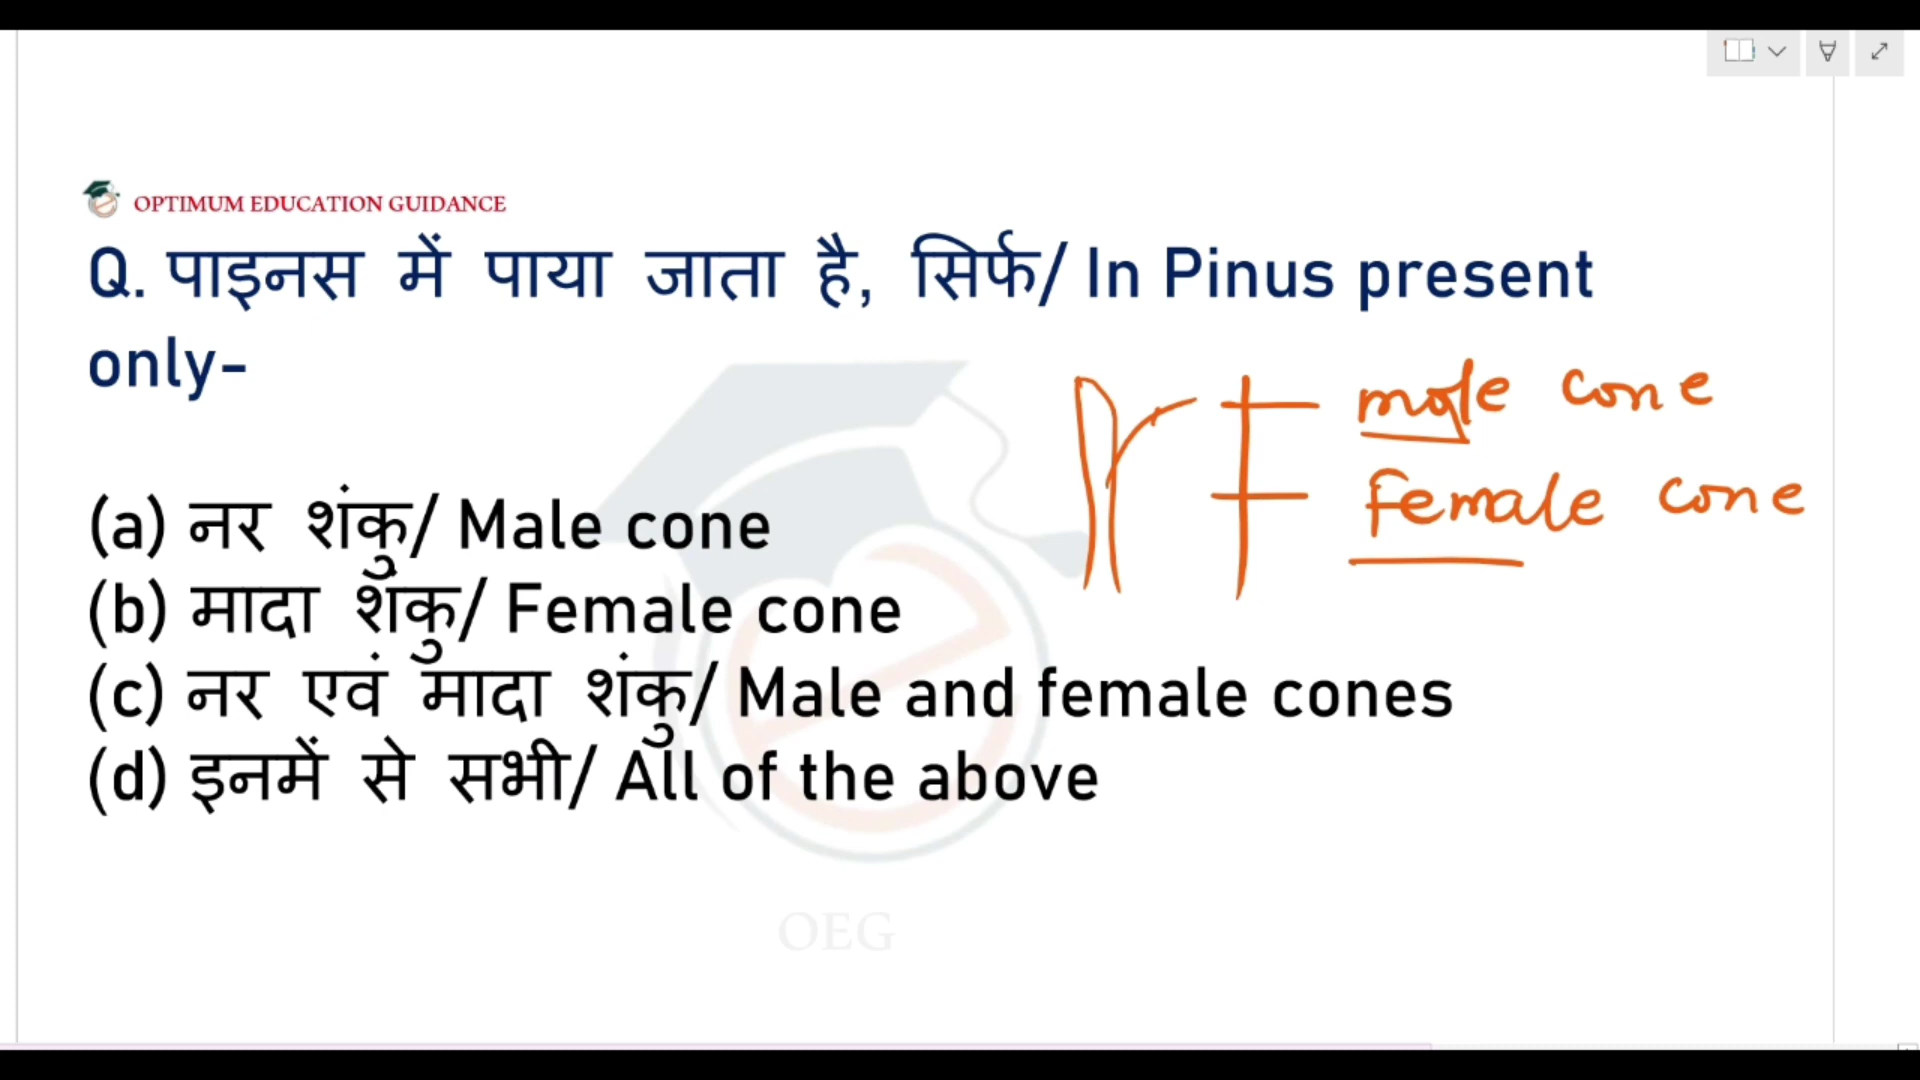 OPTIMUM EDUCATION GUIDANCE
Q. पाइनस में पाया जाता है, सिर्फ/ In Pinus present
only-
male cone
female cone
(a) नर शंकु/ Male cone
(b) मादा शंकु/ Female cone
(c) नर एवं मादा शंकु/ Male and female cones
(d) इनमें से सभी/ All of the above
OEG